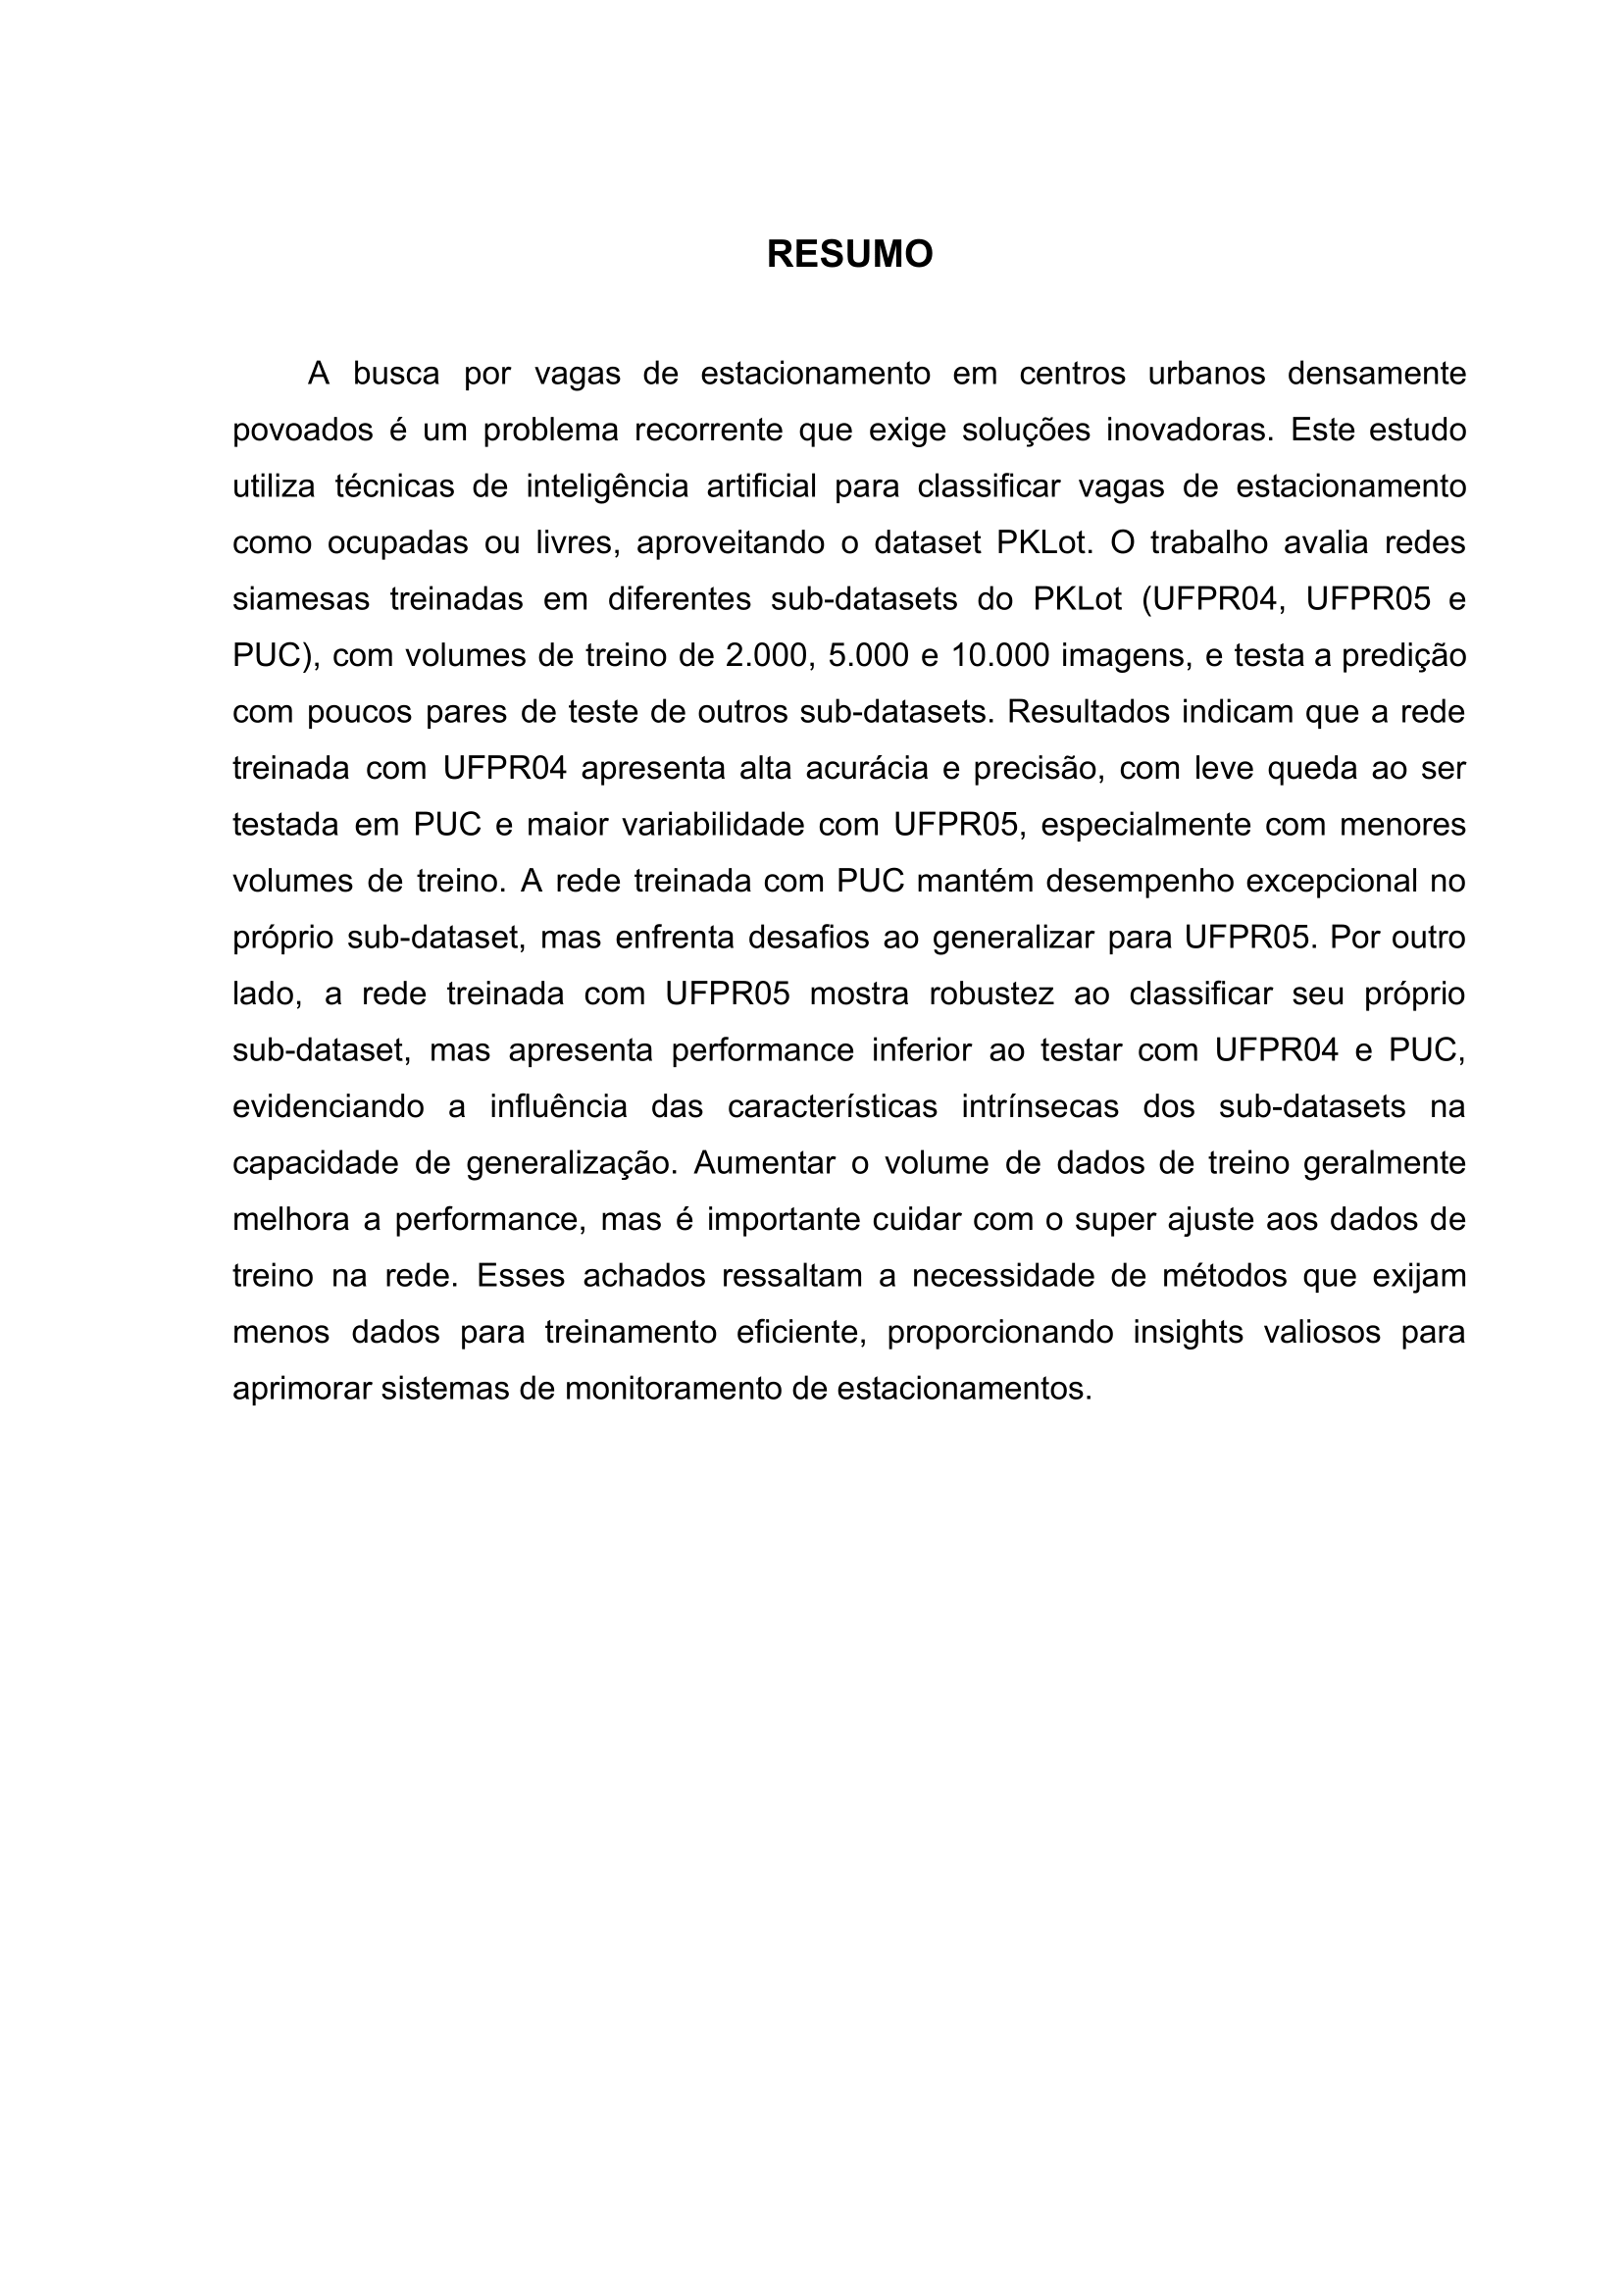 RESUMO
A busca por vagas de estacionamento em centros urbanos densamente
povoados é um problema recorrente que exige soluções inovadoras. Este estudo
utiliza técnicas de inteligência artificial para classificar vagas de estacionamento
como ocupadas ou livres, aproveitando o dataset PKLot. O trabalho avalia redes
siamesas treinadas em diferentes sub-datasets do PKLot (UFPR04, UFPR05 e
PUC), com volumes de treino de 2.000, 5.000 e 10.000 imagens, e testa a predição
com poucos pares de teste de outros sub-datasets. Resultados indicam que a rede
treinada com UFPR04 apresenta alta acurácia e precisão, com leve queda ao ser
testada em PUC e maior variabilidade com UFPR05, especialmente com menores
volumes de treino. A rede treinada com PUC mantém desempenho excepcional no
próprio sub-dataset, mas enfrenta desafios ao generalizar para UFPR05. Por outro
lado, a rede treinada com UFPR05 mostra robustez ao classificar seu próprio
sub-dataset, mas apresenta performance inferior ao testar com UFPR04 e PUC,
evidenciando a influência das características intrínsecas dos sub-datasets na
capacidade de generalização. Aumentar o volume de dados de treino geralmente
melhora a performance, mas é importante cuidar com o super ajuste aos dados de
treino na rede. Esses achados ressaltam a necessidade de métodos que exijam
menos dados para treinamento eficiente, proporcionando insights valiosos para
aprimorar sistemas de monitoramento de estacionamentos.